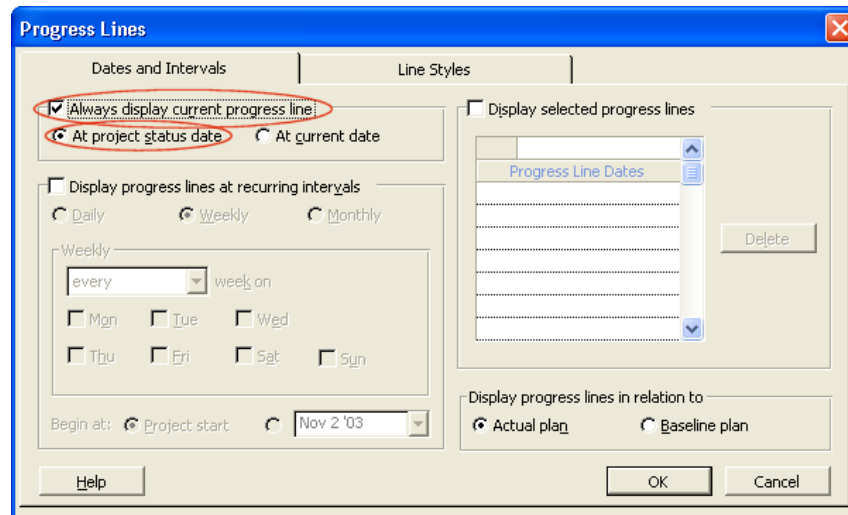 Progress Lines
Dates and Intervals
Line Styles
Always display current progress line
At project status date
At current date
Display progress lines at recurring intervals
Daily
Weekly
Monthly
Weekly
every
week on
Mon
Tue
Wed
Thu
Fri
Sat
Sun
Begin at:
Project start
Nov 2 '03
Display selected progress lines
Progress Line Dates
Delete
Display progress lines in relation to
Actual plan
Baseline plan
Help
OK
Cancel